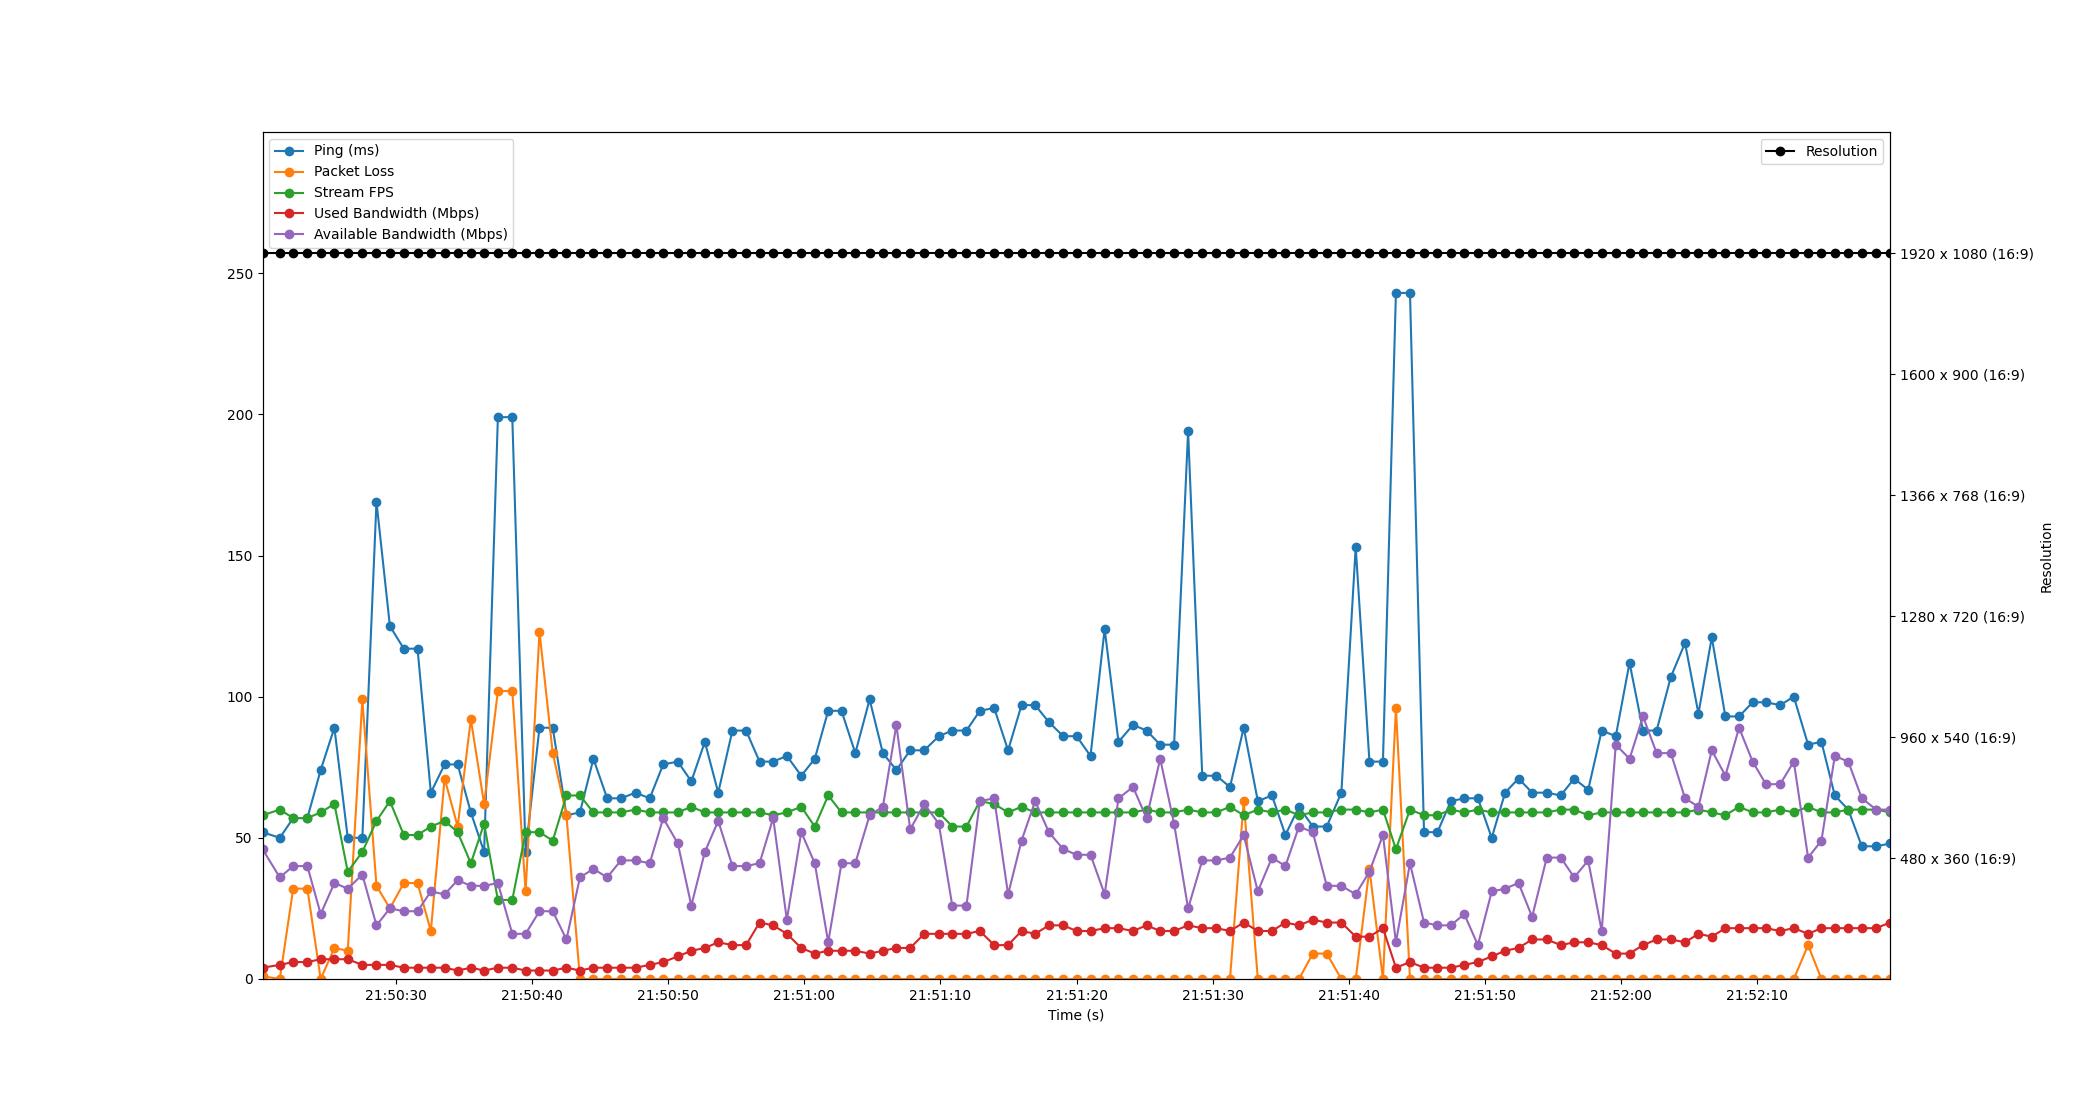 Ping (ms)
Packet Loss
Stream FPS
Used Bandwidth (Mbps)
Available Bandwidth (Mbps)
Resolution
250
200
150
100
50
0
1920 x 1080 (16:9)
1600 x 900 (16:9)
1366 x 768 (16:9)
1280 x 720 (16:9)
960 x 540 (16:9)
480 x 360 (16:9)
Resolution
21:50:30
21:50:40
21:50:50
21:51:00
21:51:10
21:51:20
21:51:30
21:51:40
21:51:50
21:52:00
21:52:10
Time (s)